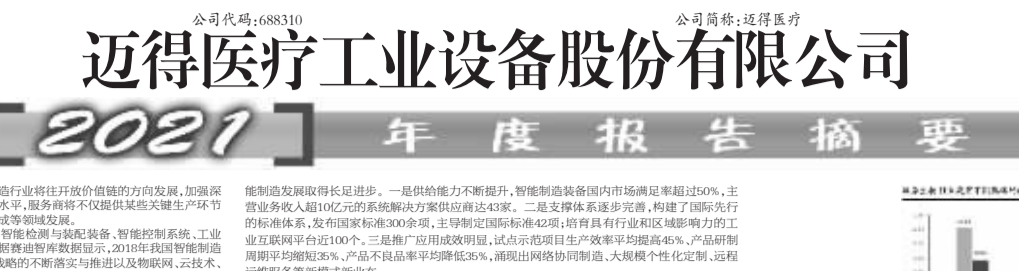 公司代码:688310
公司简称:迈得医疗
迈得医疗工业设备股份有限公司
2021 年度报告摘要
造行业将往开放价值链的方向发展,加强深
水平,服务商将不仅提供某些关键生产环节
成等领域发展。
智能检测与装配装备、智能控制系统、工业
据赛迪智库数据显示,2018年我国智能制造
战略的不断落实与推进以及物联网、云技术、
能制造发展取得长足进步。一是供给能力不断提升,智能制造装备国内市场满足率超过50%,主
营业务收入超10亿元的系统解决方案供应商达43家。二是支撑体系逐步完善,构建了国际先行
的标准体系,发布国家标准300余项,主导制定国际标准42项;培育具有行业和区域影响力的工
业互联网平台近100个。三是推广应用成效明显,试点示范项目生产效率平均提高45%、产品研制
周期平均缩短35%、产品不良品率平均降低35%,涌现出网络协同制造、大规模个性化定制、远程